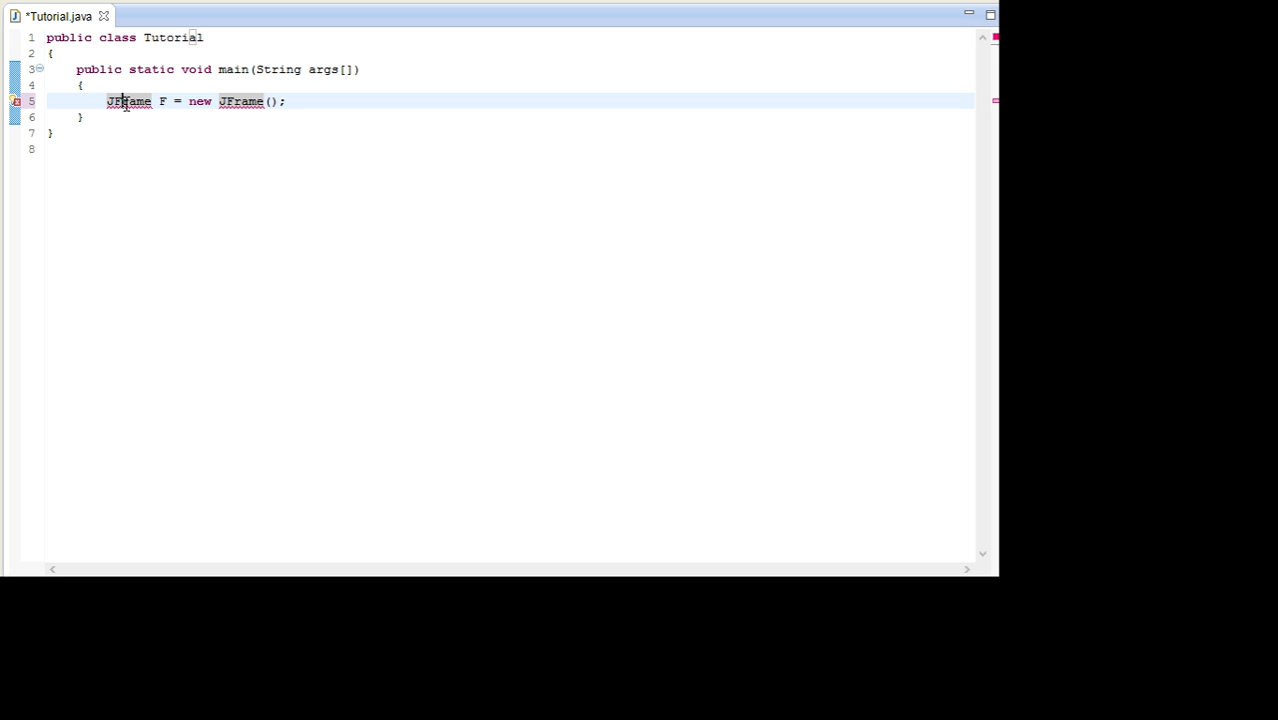 *Tutorial.java
1 public class Tutorial
2 {
3 public static void main(String args[])
4 {
5 JFrame F = new JFrame();
6 }
7 }
8